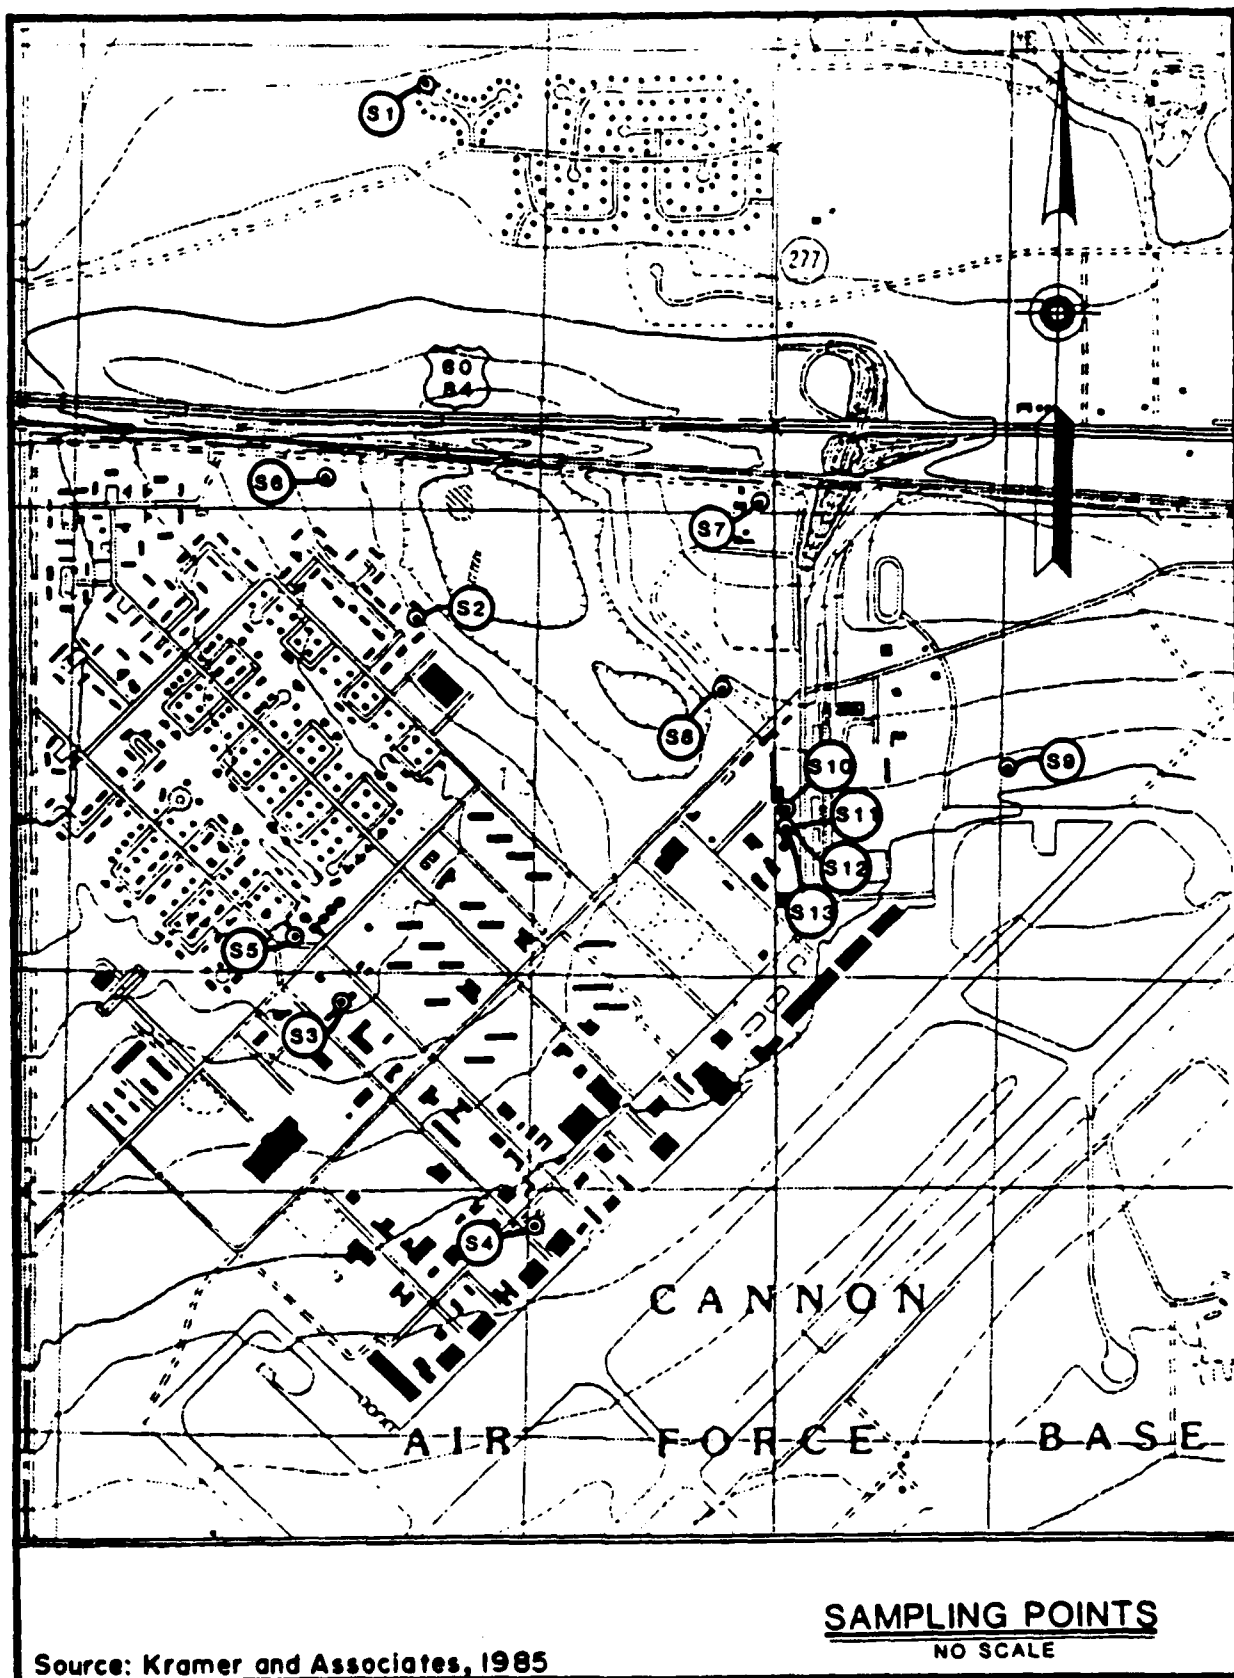 S1
277
60
84
S6
S7
S2
S8
S10
S9
S11
S12
S13
S5
S3
S4
CANNON
AIR FORCE BASE
SAMPLING POINTS
NO SCALE
Source: Kramer and Associates, 1985